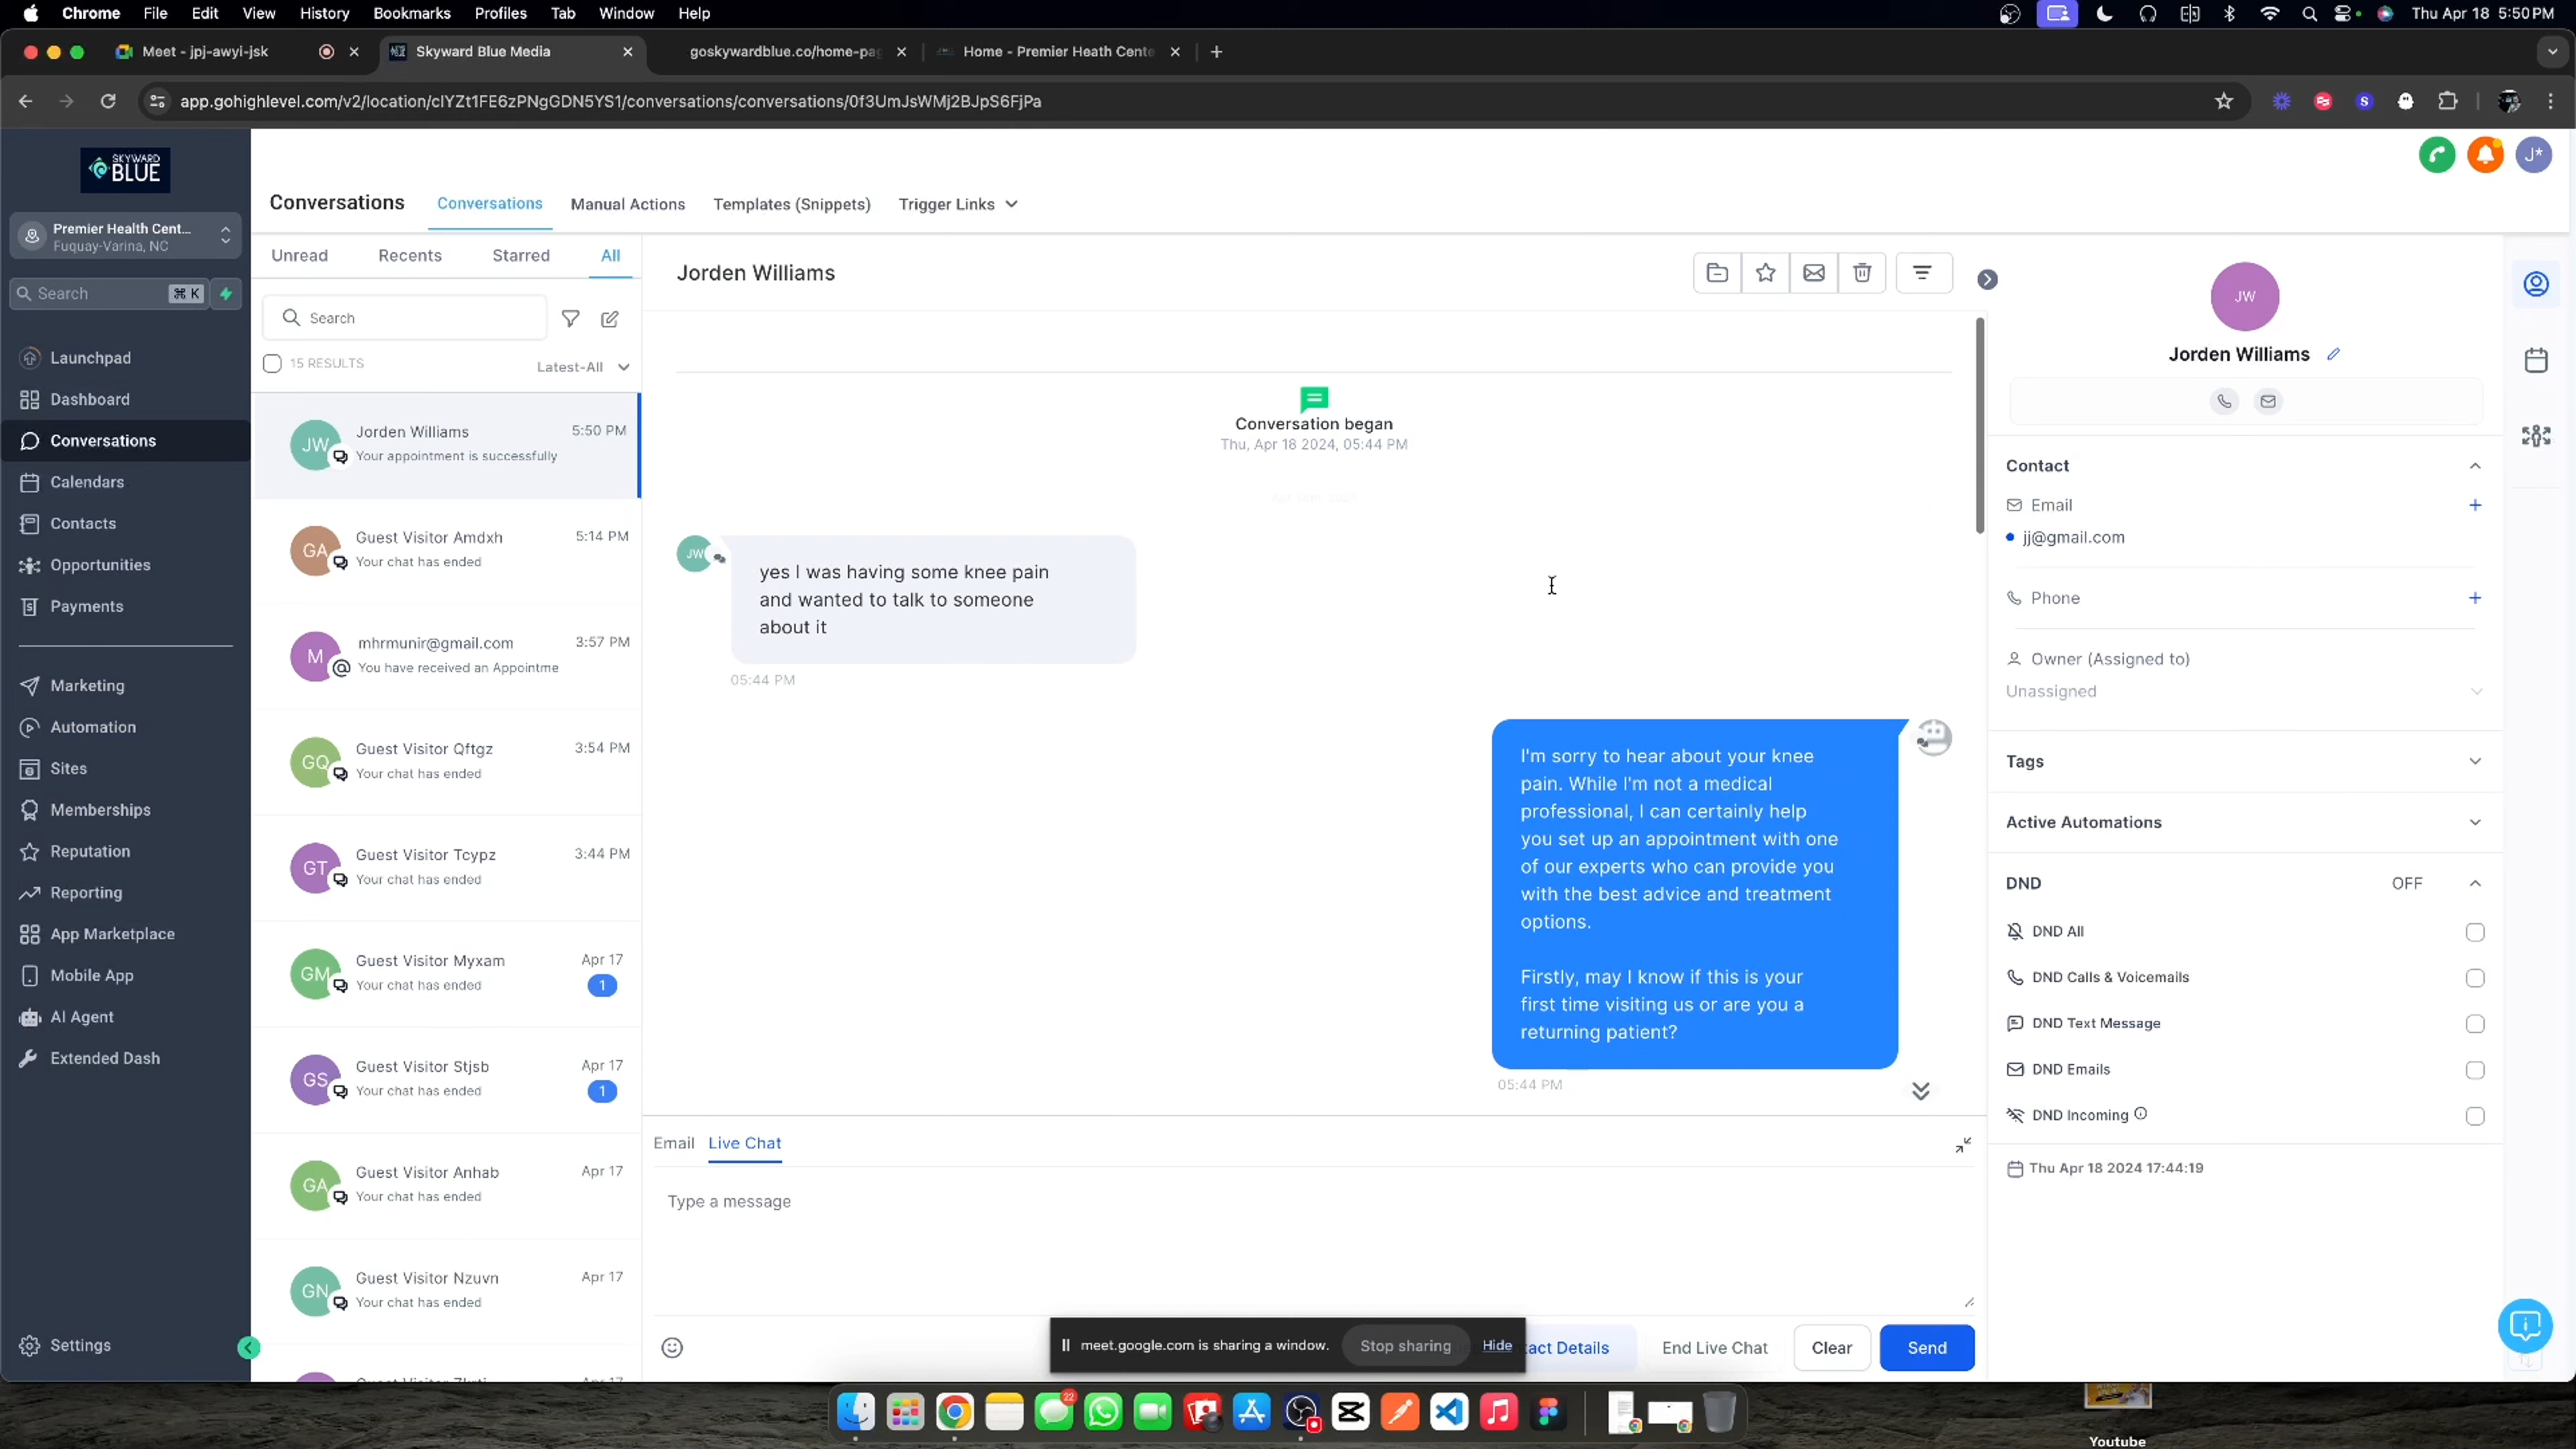 Chrome File Edit View History Bookmarks Profiles Tab Window Help
Thu Apr 18 5:50 PM
Meet - jpj-awyi-jsk
Skyward Blue Media
goskywardblue.co/home-pag
Home - Premier Heath Cente
app.gohighlevel.com/v2/location/cIYZt1FE6zPNgGDN5YS1/conversations/conversations/0f3UmJsWMj2BJpS6FjPa
SKYWARD
BLUE
Premier Health Cent...
Fuquay-Varina, NC
Search ⌘ K
Launchpad
Dashboard
Conversations
Calendars
Contacts
Opportunities
Payments
Marketing
Automation
Sites
Memberships
Reputation
Reporting
App Marketplace
Mobile App
AI Agent
Extended Dash
Settings
J*
Conversations Conversations Manual Actions Templates (Snippets) Trigger Links
Unread Recents Starred All
Search
15 RESULTS
Latest-All
JW
Jorden Williams 5:50 PM
Your appointment is successfully
GA
Guest Visitor Amdxh 5:14 PM
Your chat has ended
M
mhrmunir@gmail.com 3:57 PM
You have received an Appointme
GQ
Guest Visitor Qftgz 3:54 PM
Your chat has ended
GT
Guest Visitor Tcypz 3:44 PM
Your chat has ended
GM
Guest Visitor Myxam Apr 17
Your chat has ended 1
GS
Guest Visitor Stjsb Apr 17
Your chat has ended 1
GA
Guest Visitor Anhab Apr 17
Your chat has ended
GN
Guest Visitor Nzuvn Apr 17
Your chat has ended
Apr 17
Jorden Williams
Conversation began
Thu, Apr 18 2024, 05:44 PM
JW
yes I was having some knee pain
and wanted to talk to someone
about it
05:44 PM
I'm sorry to hear about your knee
pain. While I'm not a medical
professional, I can certainly help
you set up an appointment with one
of our experts who can provide you
with the best advice and treatment
options.
Firstly, may I know if this is your
first time visiting us or are you a
returning patient?
05:44 PM
Email Live Chat
Type a message
meet.google.com is sharing a window. Stop sharing Hide
act Details
End Live Chat
Clear
Send
JW
Jorden Williams
Contact
Email
jj@gmail.com
Phone
Owner (Assigned to)
Unassigned
Tags
Active Automations
DND OFF
DND All
DND Calls & Voicemails
DND Text Message
DND Emails
DND Incoming
Thu Apr 18 2024 17:44:19
22
Youtube